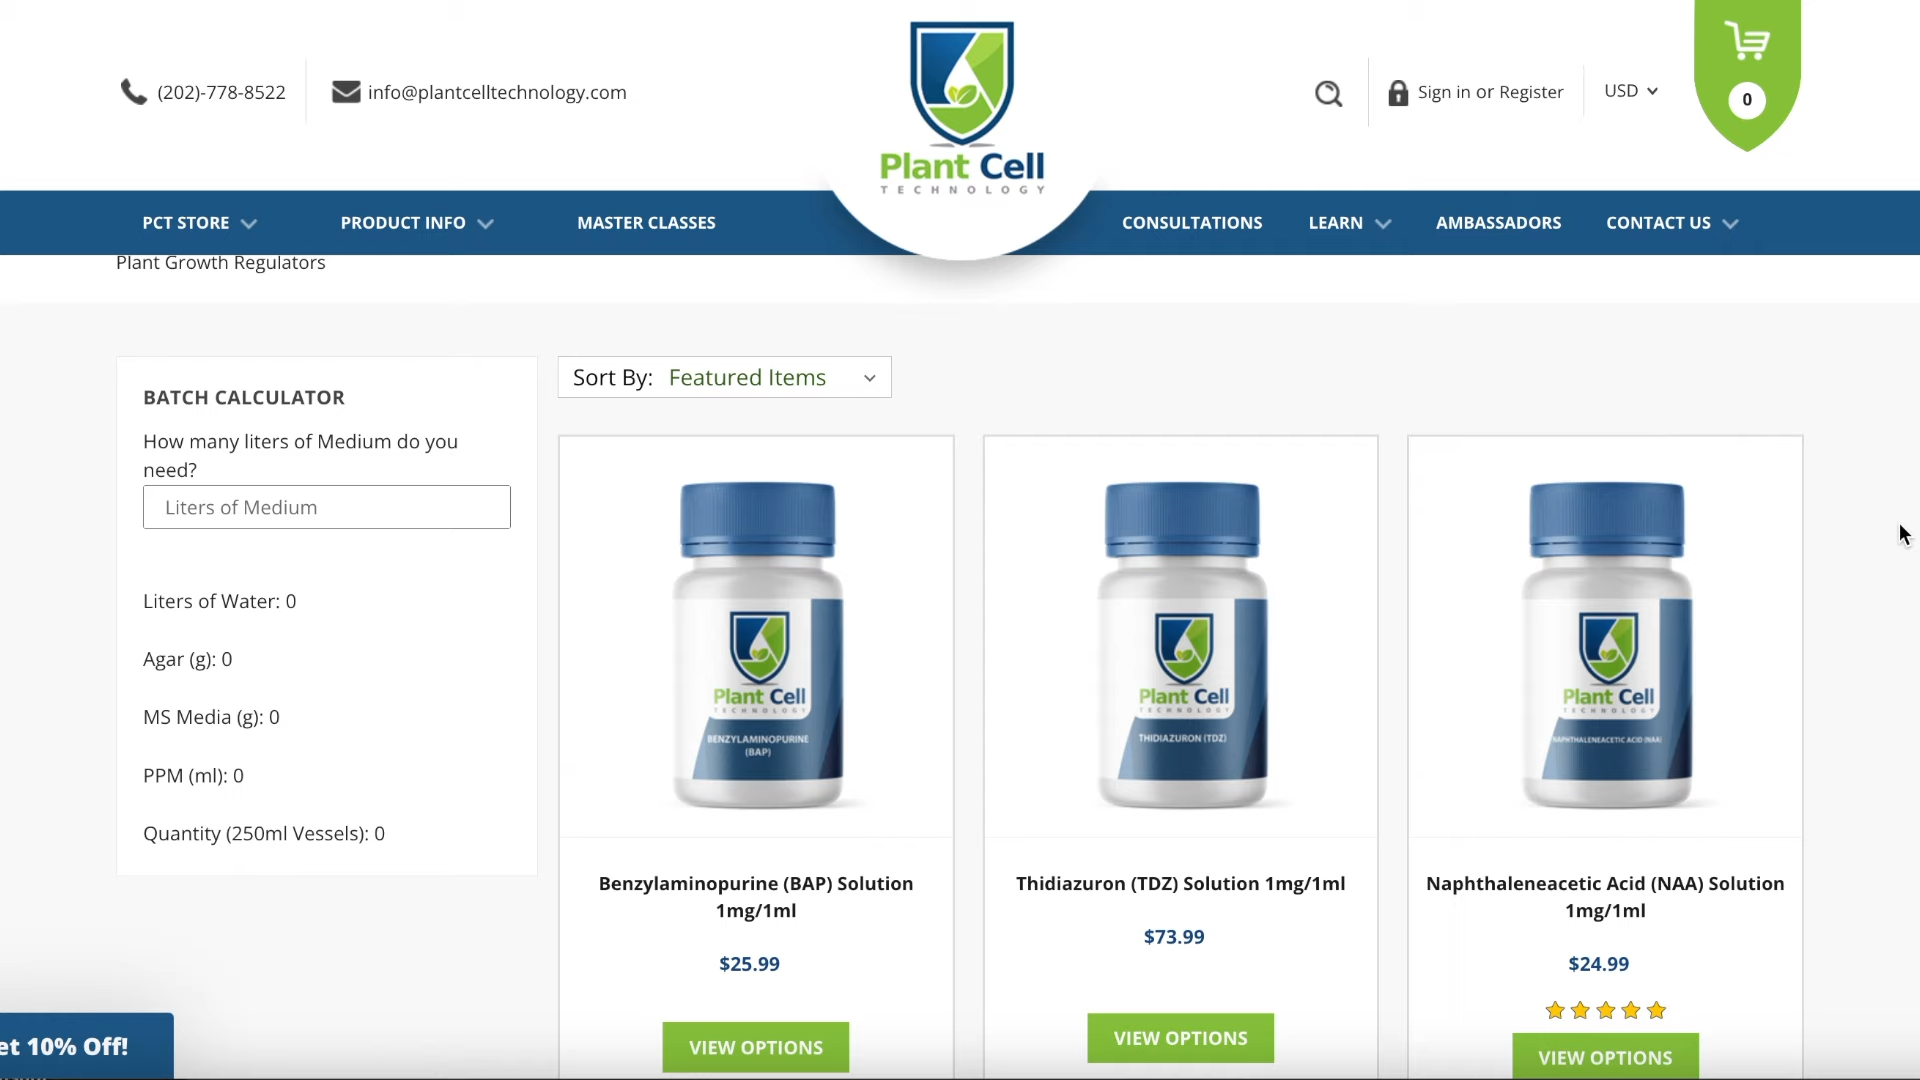 (202)-778-8522
info@plantcelltechnology.com
Plant Cell
TECHNOLOGY
Sign in or Register
USD
0
PCT STORE
PRODUCT INFO
MASTER CLASSES
CONSULTATIONS
LEARN
AMBASSADORS
CONTACT US
Plant Growth Regulators
BATCH CALCULATOR
How many liters of Medium do you
need?
Liters of Medium
Liters of Water: 0
Agar (g): 0
MS Media (g): 0
PPM (ml): 0
Quantity (250ml Vessels): 0
Sort By: Featured Items
Plant Cell
TECHNOLOGY
BENZYLAMINOPURINE
(BAP)
Benzylaminopurine (BAP) Solution
1mg/1ml
$25.99
VIEW OPTIONS
Plant Cell
TECHNOLOGY
THIDIAZURON (TDZ)
Thidiazuron (TDZ) Solution 1mg/1ml
$73.99
VIEW OPTIONS
Plant Cell
TECHNOLOGY
NAPHTHALENEACETIC ACID (NAA)
Naphthaleneacetic Acid (NAA) Solution
1mg/1ml
$24.99
VIEW OPTIONS
et 10% Off!